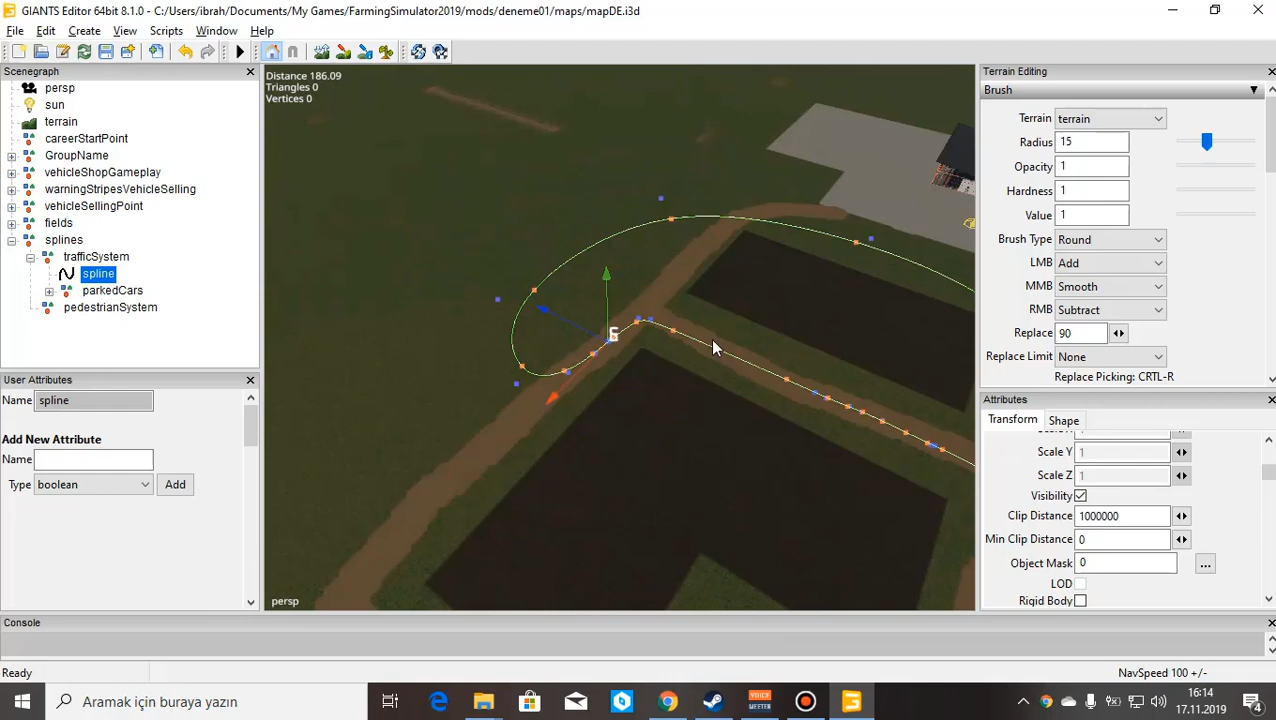 GIANTS Editor 64bit 8.1.0 - C:/Users/ibrah/Documents/My Games/FarmingSimulator2019/mods/deneme01/maps/mapDE.i3d
File Edit Create View Scripts Window Help
Scenegraph
persp
sun
terrain
careerStartPoint
GroupName
vehicleShopGameplay
warningStripesVehicleSelling
vehicleSellingPoint
fields
splines
trafficSystem
spline
parkedCars
pedestrianSystem
User Attributes
Name spline
Add New Attribute
Name
Type boolean Add
Distance 186.09
Triangles 0
Vertices 0
persp
Terrain Editing
Brush
Terrain terrain
Radius 15
Opacity 1
Hardness 1
Value 1
Brush Type Round
LMB Add
MMB Smooth
RMB Subtract
Replace 90
Replace Limit None
Replace Picking: CRTL-R
Attributes
Transform Shape
Scale Y 1
Scale Z 1
Visibility
Clip Distance 1000000
Min Clip Distance 0
Object Mask 0 ...
LOD
Rigid Body
Console
Ready
NavSpeed 100 +/-
Aramak için buraya yazın
VOICE
MEETER
16:14
17.11.2019
4